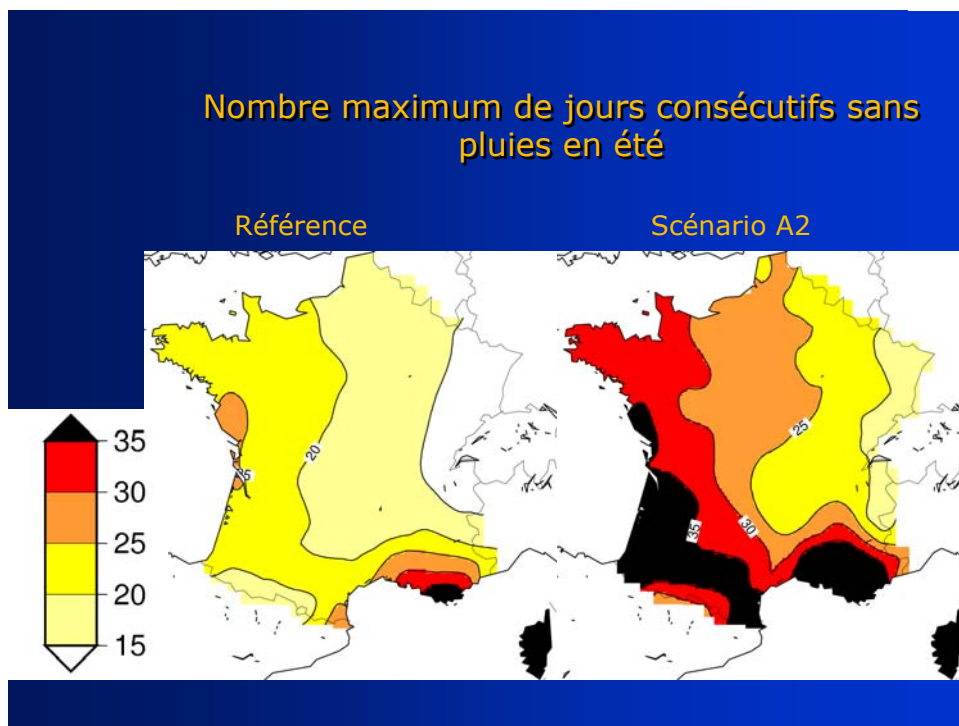 Nombre maximum de jours consécutifs sans
pluies en été
Référence
Scénario A2
35
30
25
20
15
20
25
35
30